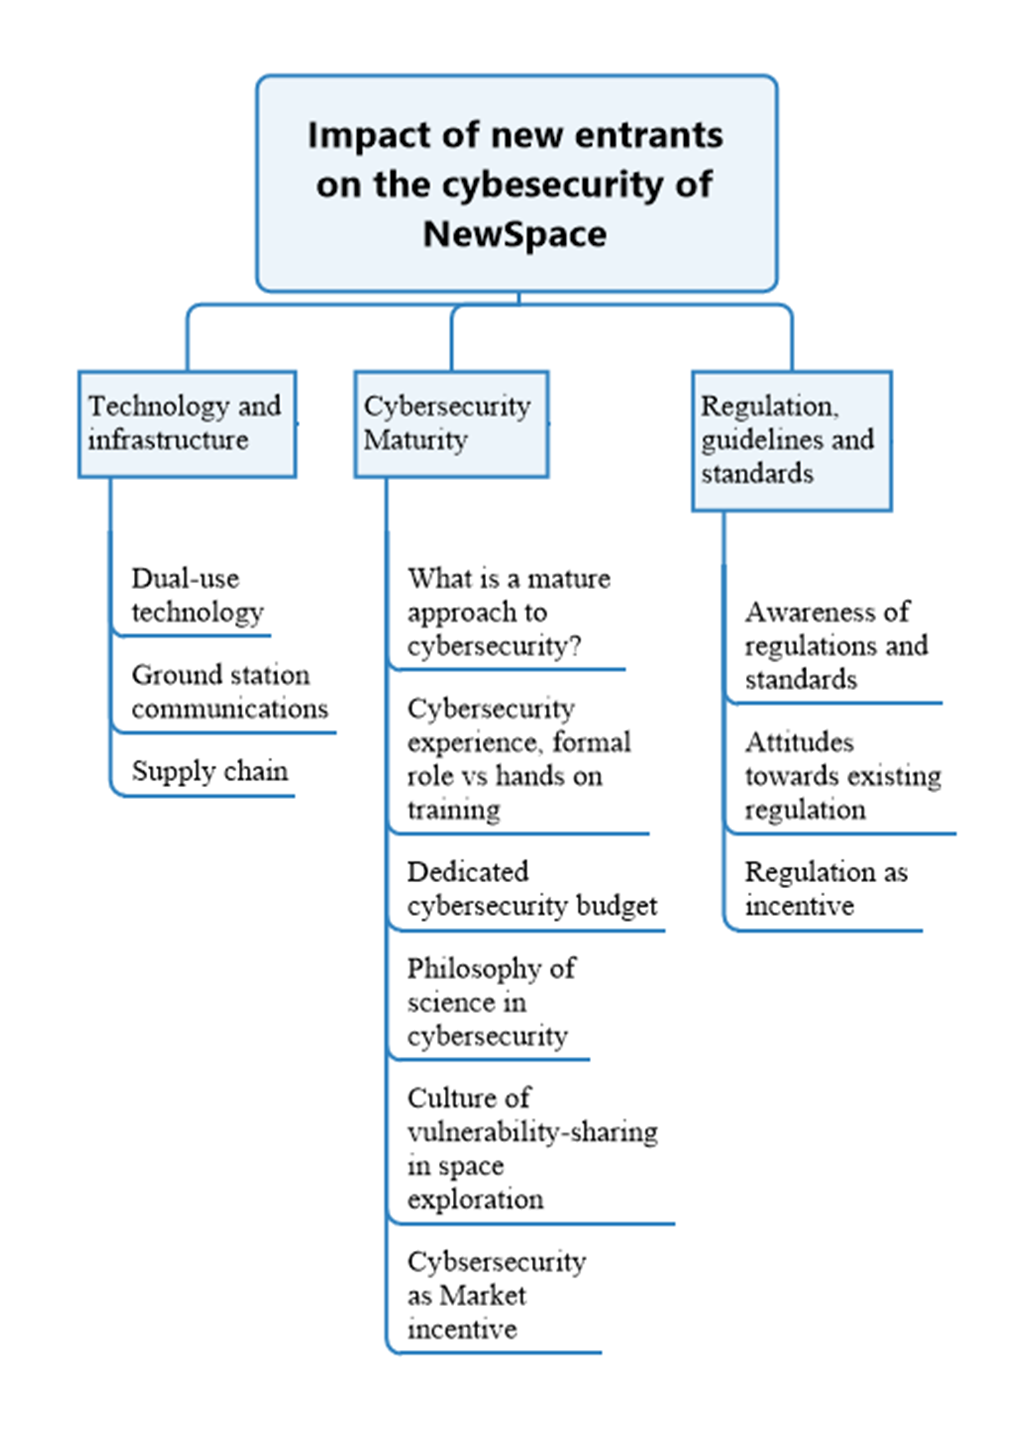 Impact of new entrants
on the cybesecurity of
NewSpace
Technology and
infrastructure
Dual-use
technology
Ground station
communications
Supply chain
Cybersecurity
Maturity
What is a mature
approach to
cybersecurity?
Cybersecurity
experience, formal
role vs hands on
training
Dedicated
cybersecurity budget
Philosophy of
science in
cybersecurity
Culture of
vulnerability-sharing
in space
exploration
Cybsersecurity
as Market
incentive
Regulation,
guidelines and
standards
Awareness of
regulations and
standards
Attitudes
towards existing
regulation
Regulation as
incentive